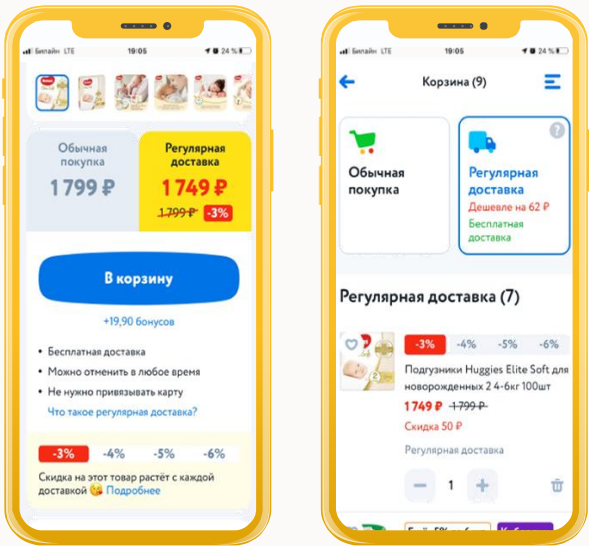 Билайн LTE 19:05 24 %
Обычная
покупка
1 799 ₽
Регулярная
доставка
1 749 ₽
1 799 ₽ -3%
В корзину
+19,90 бонусов
• Бесплатная доставка
• Можно отменить в любое время
• Не нужно привязывать карту
Что такое регулярная доставка?
-3% -4% -5% -6%
Скидка на этот товар растёт с каждой
доставкой 😘 Подробнее
Билайн LTE 19:05 24 %
Корзина (9)
Обычная
покупка
?
Регулярная
доставка
Дешевле на 62 ₽
Бесплатная
доставка
Регулярная доставка (7)
-3% -4% -5% -6%
Подгузники Huggies Elite Soft для
новорожденных 2 4-6кг 100шт
1 749 ₽ 1 799 ₽
Скидка 50 ₽
Регулярная доставка
− 1 +